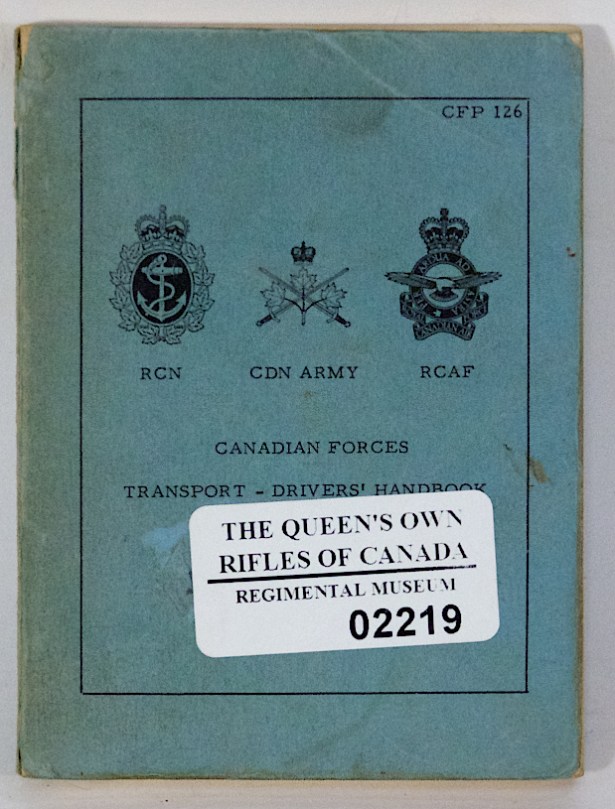 CFP 126
RCN
CDN ARMY
RCAF
CANADIAN FORCES
TRANSPORT - DRIVERS' HANDBOOK
THE QUEEN'S OWN
RIFLES OF CANADA
REGIMENTAL MUSEUM
02219